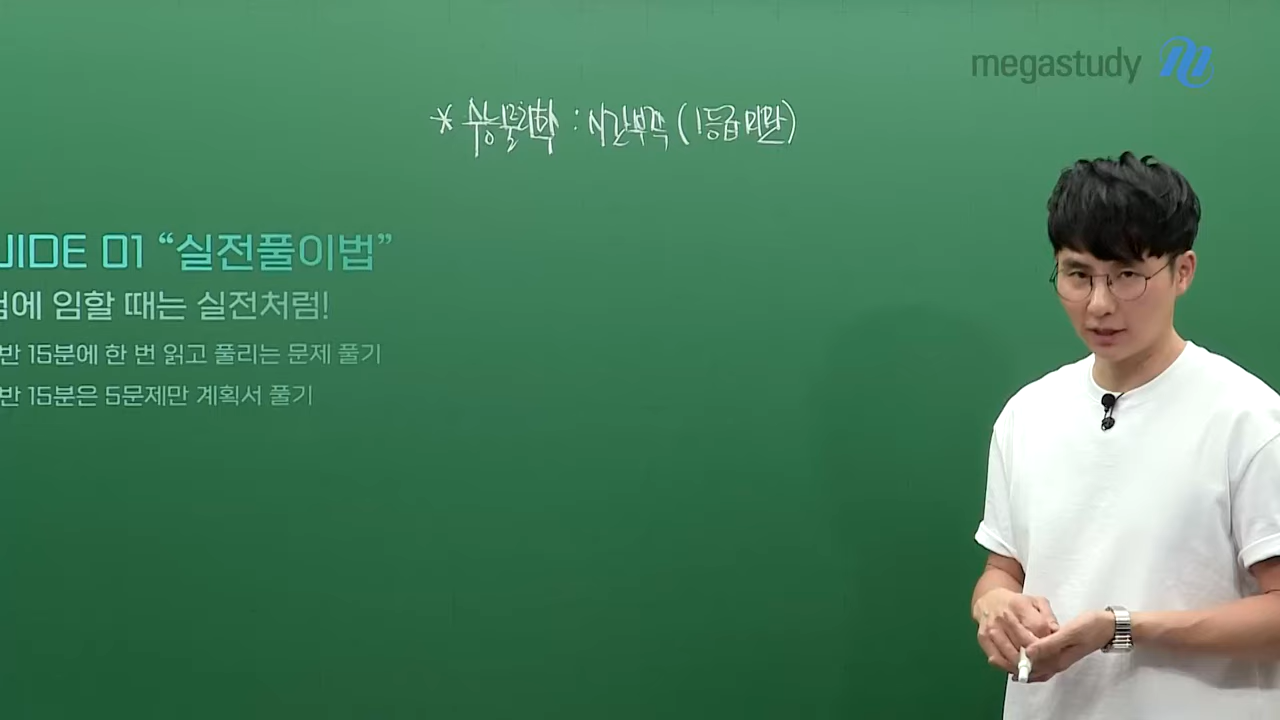 megastudy
* 수능물리학 : 시간부족 (1등급 미만)
UIDE 01 “실전풀이법”
험에 임할 때는 실전처럼!
반 15분에 한 번 읽고 풀리는 문제 풀기
반 15분은 5문제만 계획서 풀기